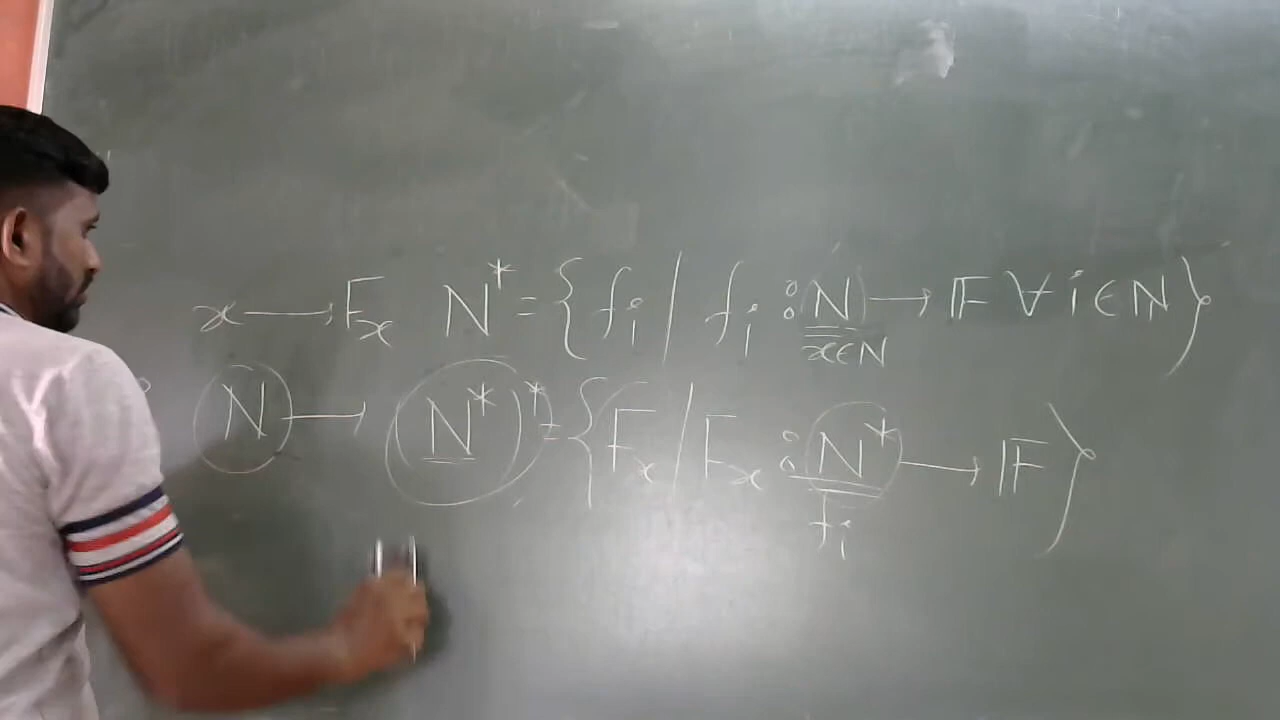 x → F_x N* = { f_i / f_i : N → 𝔽 ∀ i ∈ ℕ }
x ∈ N
: N → (N*)* = { F_x / F_x : N* → 𝔽 }
f_i